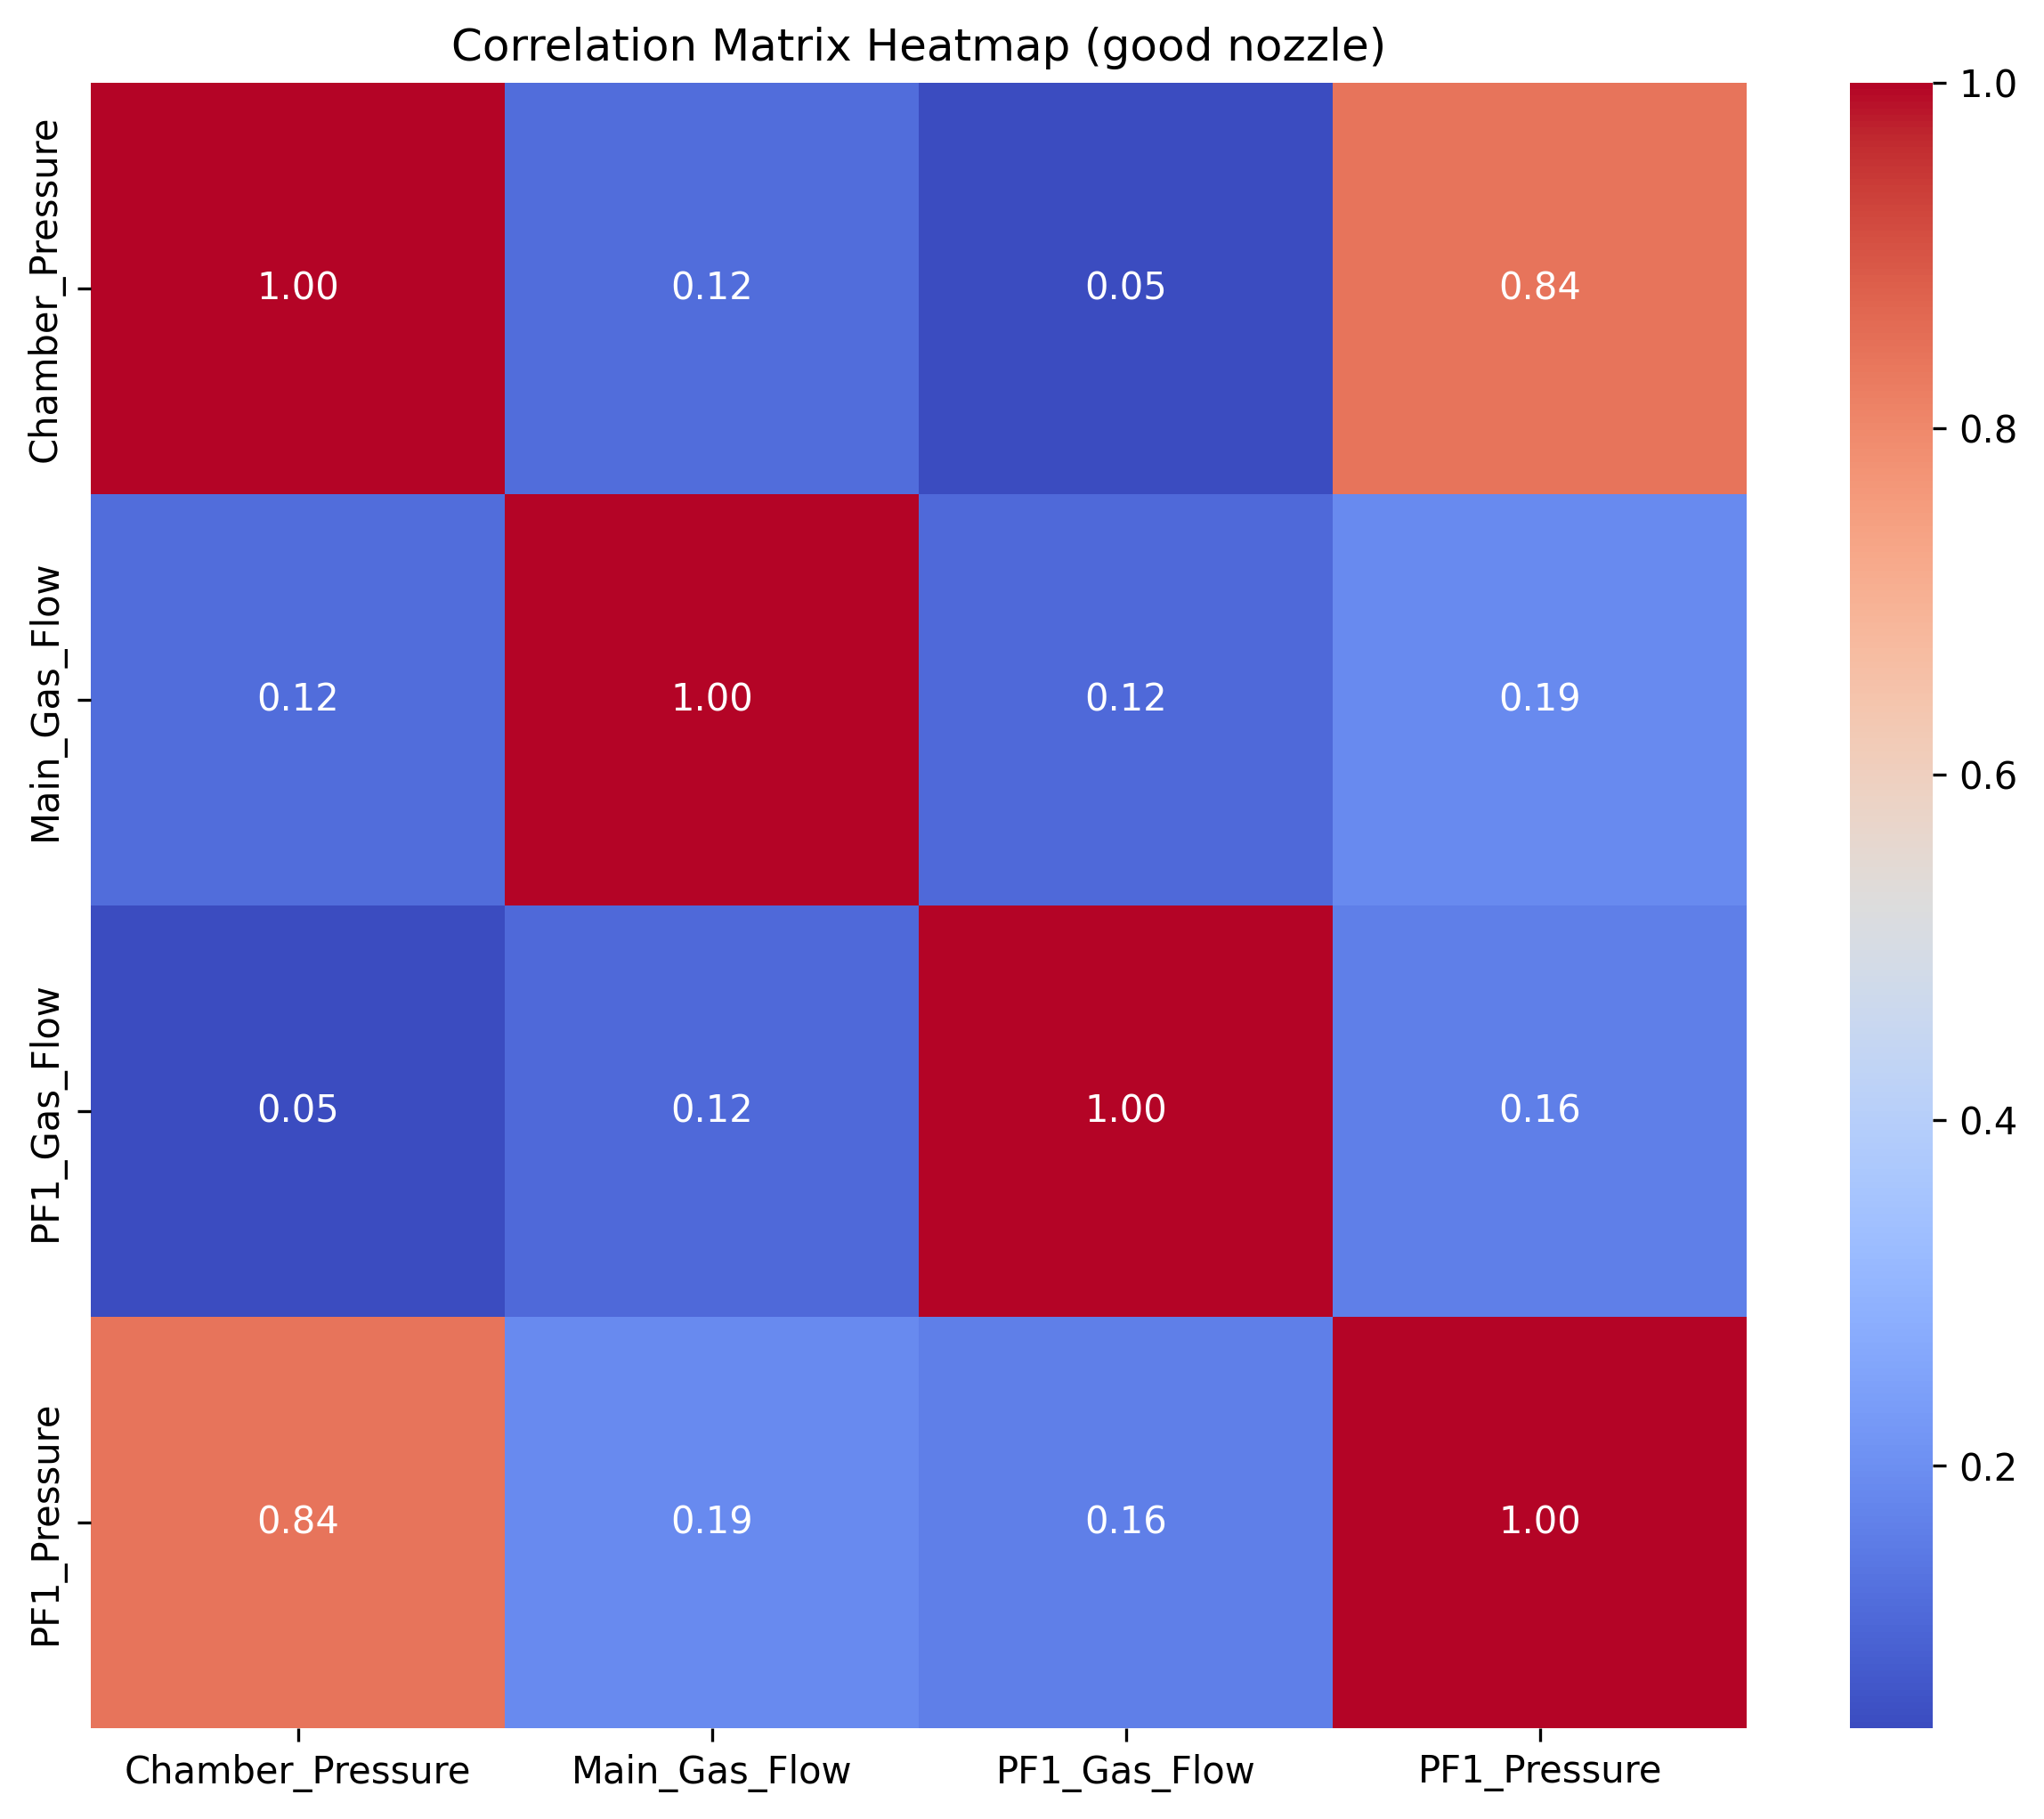 Correlation Matrix Heatmap (good nozzle)
Chamber_Pressure
1.00 0.12 0.05 0.84
Main_Gas_Flow
0.12 1.00 0.12 0.19
PF1_Gas_Flow
0.05 0.12 1.00 0.16
PF1_Pressure
0.84 0.19 0.16 1.00
Chamber_Pressure Main_Gas_Flow PF1_Gas_Flow PF1_Pressure
1.0
0.8
0.6
0.4
0.2